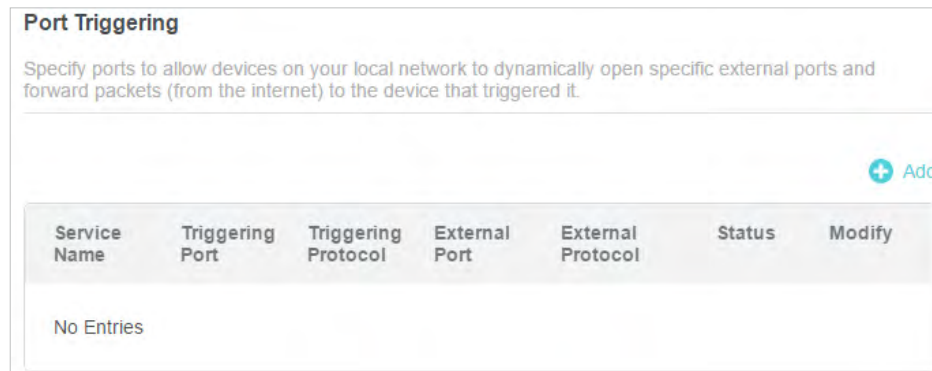 Port Triggering
Specify ports to allow devices on your local network to dynamically open specific external ports and
forward packets (from the internet) to the device that triggered it.
Add
Service Name Triggering Port Triggering Protocol External Port External Protocol Status Modify
No Entries